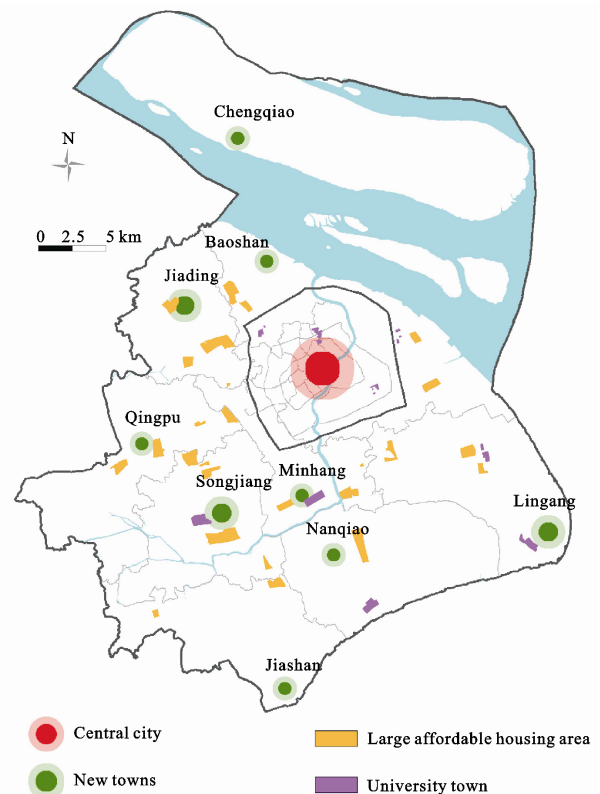 Chengqiao
N
0 2.5 5 km
Baoshan
Jiading
Qingpu
Songjiang
Minhang
Lingang
Nanqiao
Jiashan
Central city
Large affordable housing area
New towns
University town